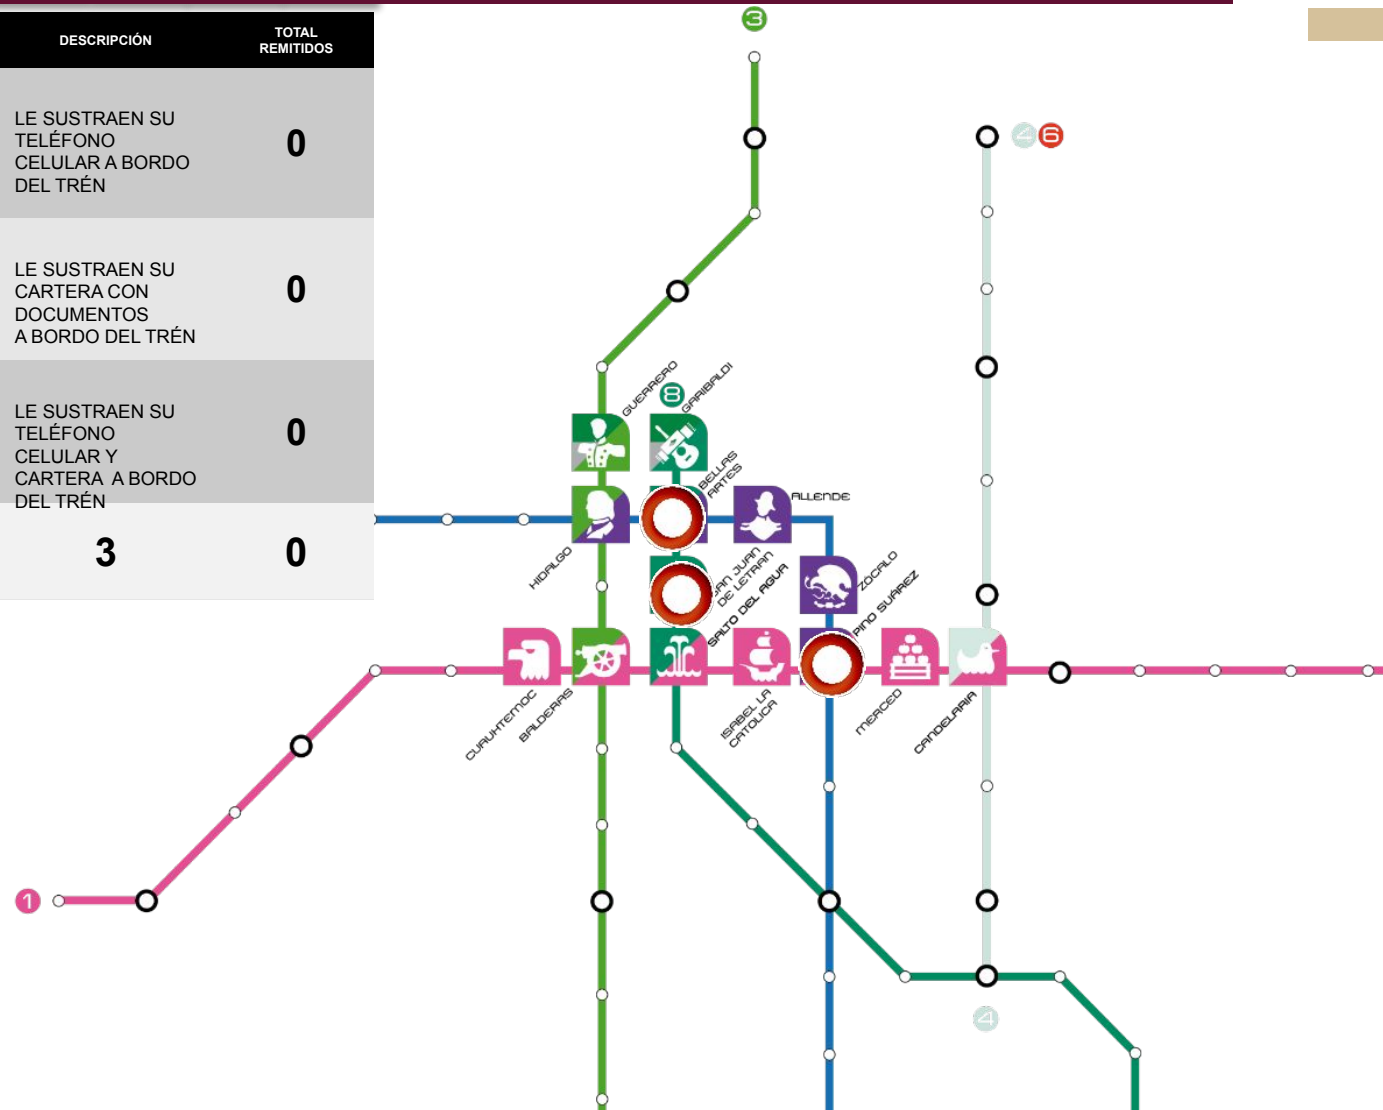 DESCRIPCIÓN
TOTAL
REMITIDOS
LE SUSTRAEN SU
TELÉFONO
CELULAR A BORDO
DEL TRÉN
0
LE SUSTRAEN SU
CARTERA CON
DOCUMENTOS
A BORDO DEL TRÉN
0
LE SUSTRAEN SU
TELÉFONO
CELULAR Y
CARTERA A BORDO
DEL TRÉN
0
3
0
3
4
6
GUERRERO
8
GARIBALDI
BELLAS
ARTES
ALLENDE
HIDALGO
SAN JUAN
DE LETRAN
SALTO DEL AGUA
ZOCALO
PINO SUÁREZ
CUAUHTEMOC
BALDERAS
ISABEL LA
CATOLICA
MERCED
CANDELARIA
1
4